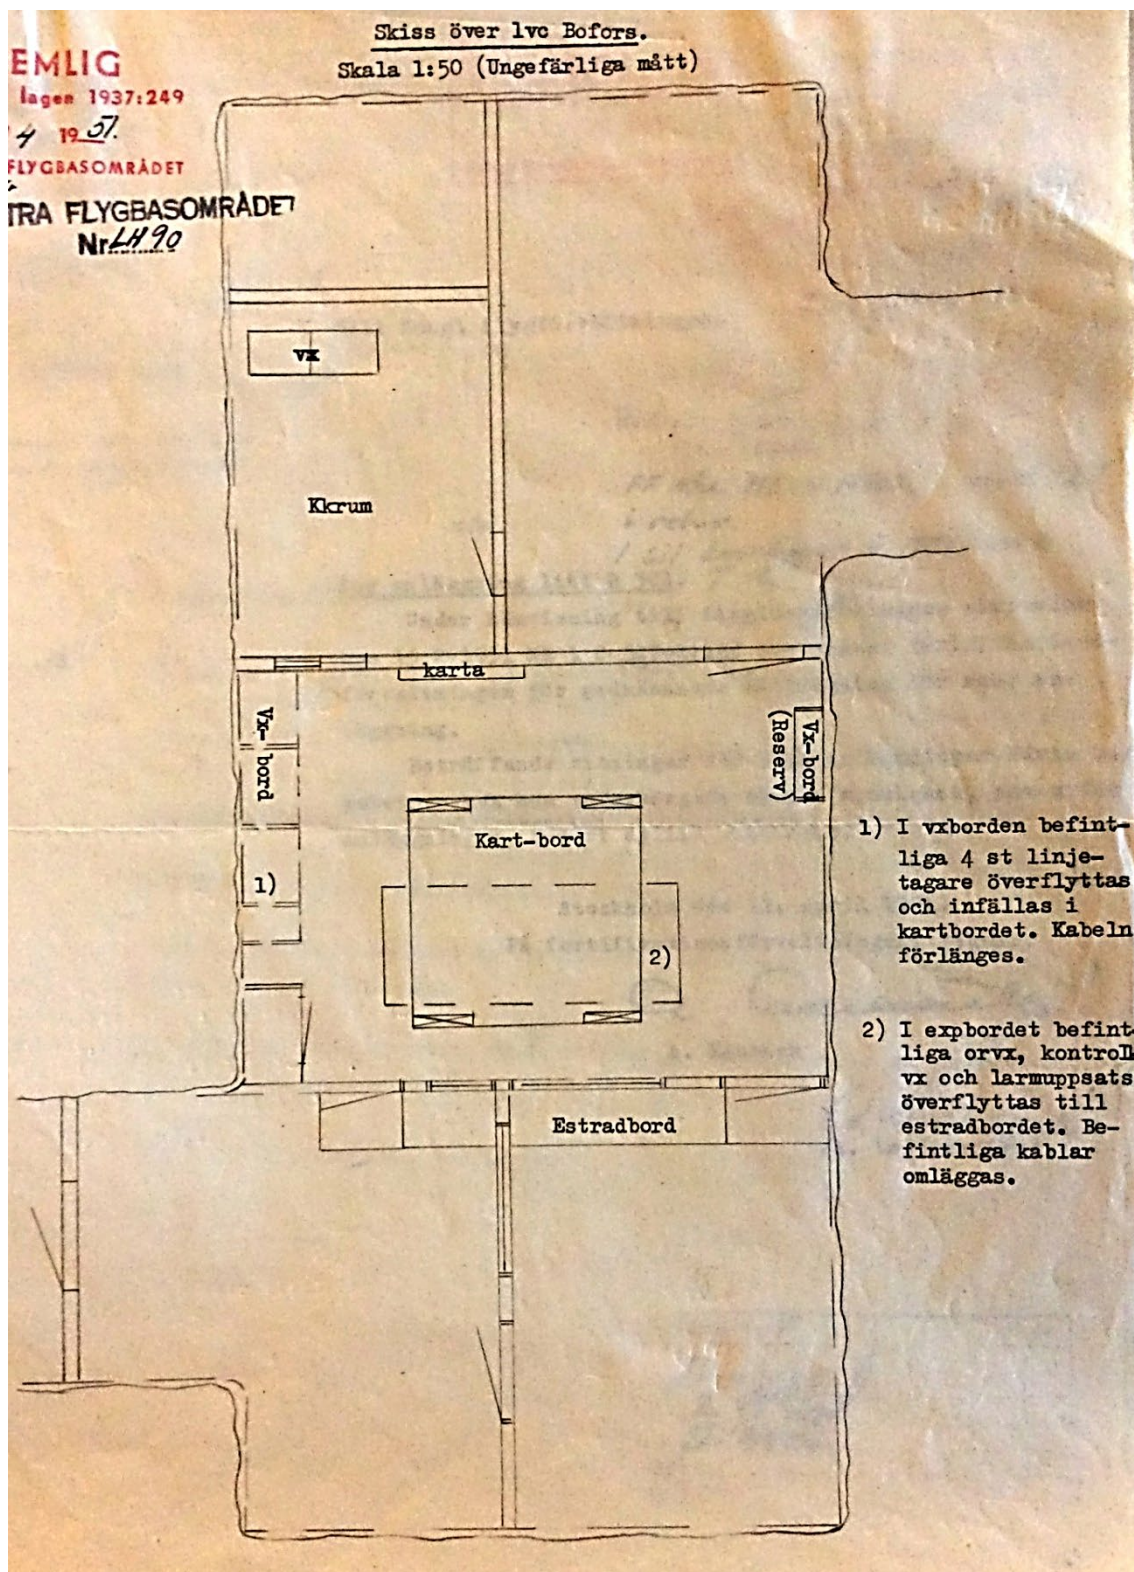 Skiss över lvc Bofors.
Skala 1:50 (Ungefärliga mått)
EMLIG
lagen 1937:249
4 1951.
FLYGBASOMRÅDET
TRA FLYGBASOMRÅDET
Nr LH 90
vx
Kkrum
karta
Vx-bord
Vx-bord
(Reserv)
Kart-bord
1)
2)
Estradbord
1) I vxborden befint-
liga 4 st linje-
tagare överflyttas
och infällas i
kartbordet. Kabeln
förlänges.
2) I expbordet befint-
liga orvx, kontroll
vx och larmuppsats
överflyttas till
estradbordet. Be-
fintliga kablar
omläggas.